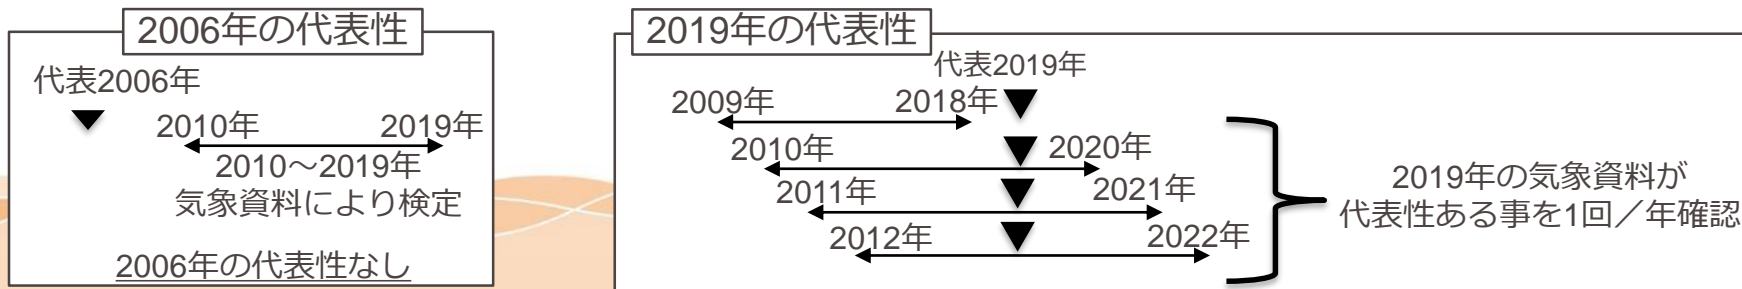 2006年の代表性
代表2006年
2010年 2019年
2010～2019年
気象資料により検定
2006年の代表性なし
2019年の代表性
代表2019年
2009年 2018年
2010年 2020年
2011年 2021年
2012年 2022年
2019年の気象資料が
代表性ある事を1回／年確認